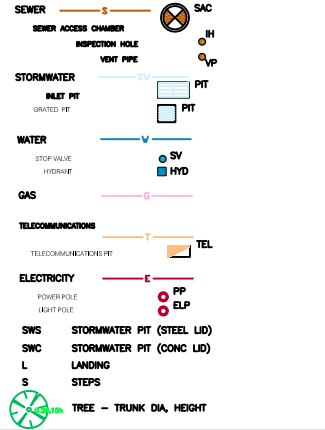 SEWER S SAC
SEWER ACCESS CHAMBER
INSPECTION HOLE IH
VENT PIPE VP
STORMWATER SW
INLET PIT PIT
GRATED PIT PIT
WATER W
STOP VALVE SV
HYDRANT HYD
GAS G
TELECOMMUNICATIONS
T
TELECOMMUNICATIONS PIT TEL
ELECTRICITY E
POWER POLE PP
LIGHT POLE ELP
SWS STORMWATER PIT (STEEL LID)
SWC STORMWATER PIT (CONC LID)
L LANDING
S STEPS
TREE - TRUNK DIA, HEIGHT